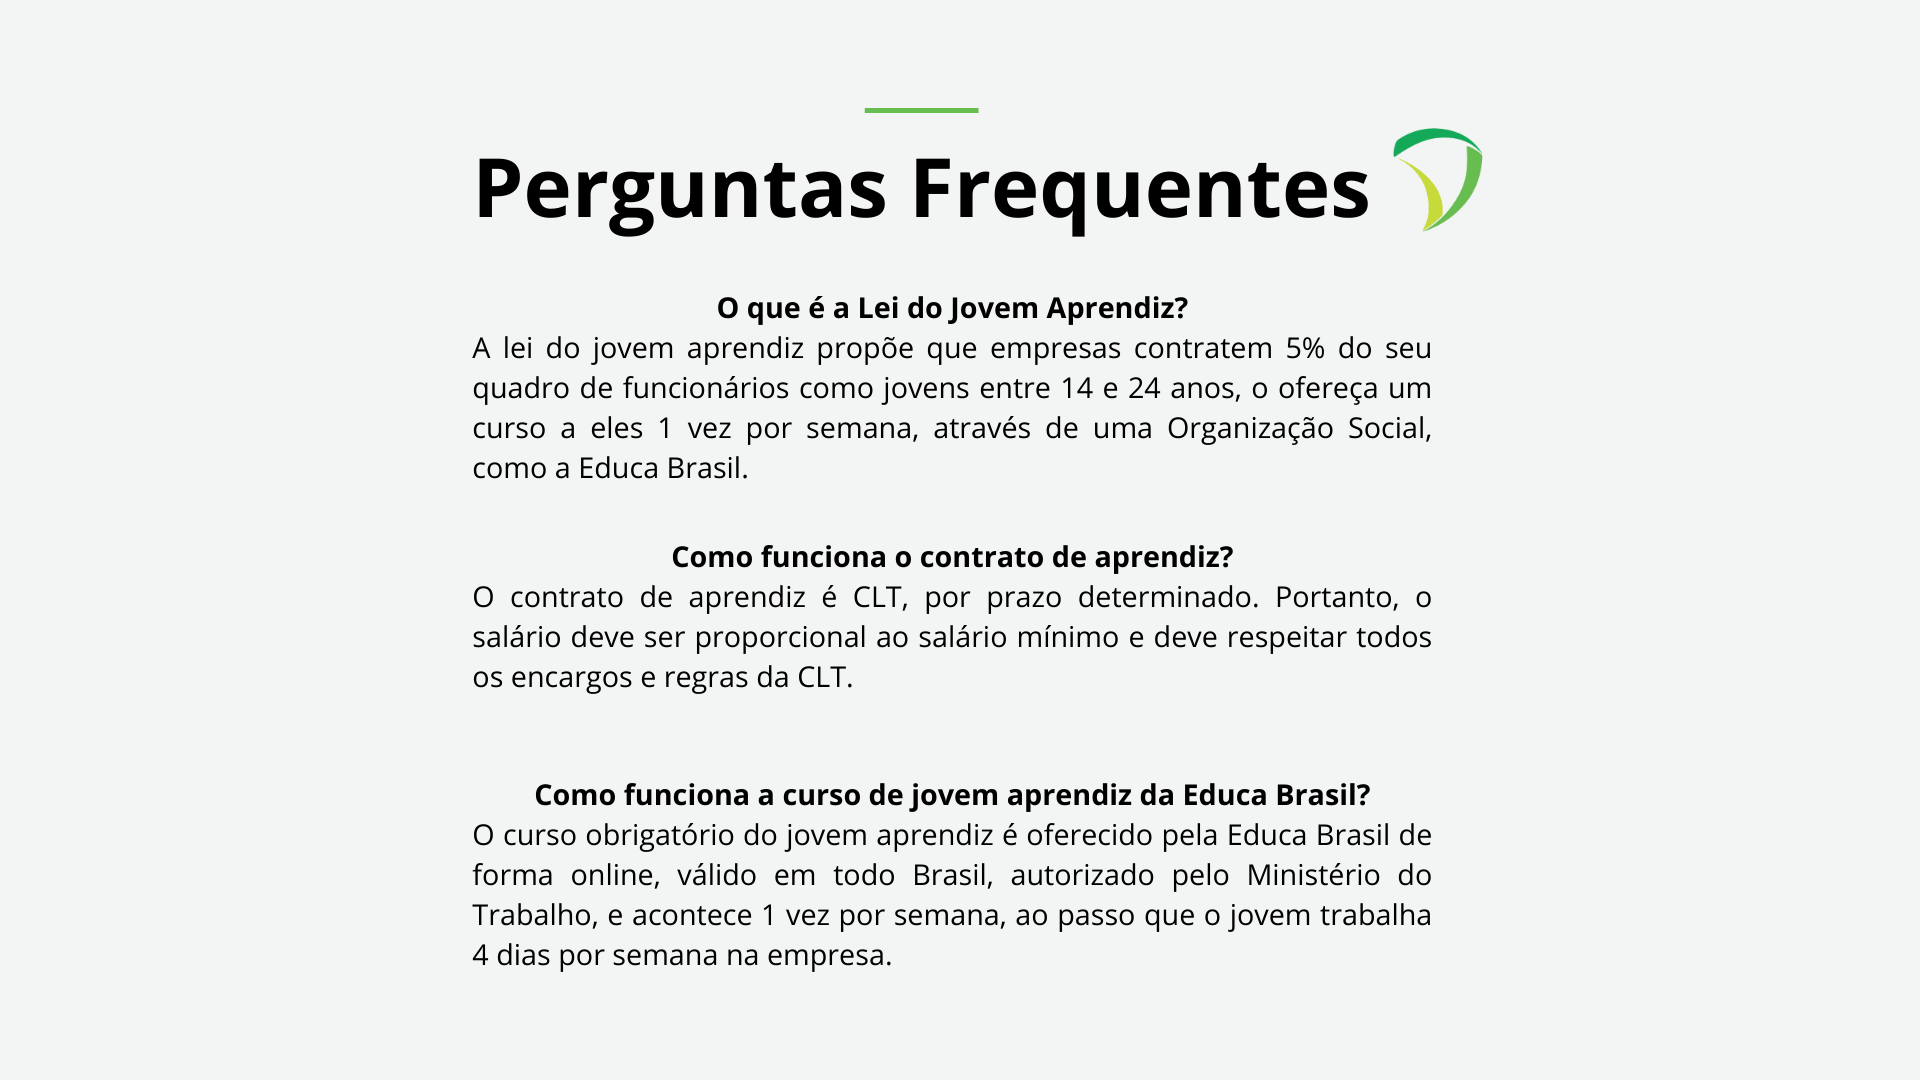 Perguntas Frequentes
O que é a Lei do Jovem Aprendiz?
A lei do jovem aprendiz propõe que empresas contratem 5% do seu
quadro de funcionários como jovens entre 14 e 24 anos, o ofereça um
curso a eles 1 vez por semana, através de uma Organização Social,
como a Educa Brasil.
Como funciona o contrato de aprendiz?
O contrato de aprendiz é CLT, por prazo determinado. Portanto, o
salário deve ser proporcional ao salário mínimo e deve respeitar todos
os encargos e regras da CLT.
Como funciona a curso de jovem aprendiz da Educa Brasil?
O curso obrigatório do jovem aprendiz é oferecido pela Educa Brasil de
forma online, válido em todo Brasil, autorizado pelo Ministério do
Trabalho, e acontece 1 vez por semana, ao passo que o jovem trabalha
4 dias por semana na empresa.